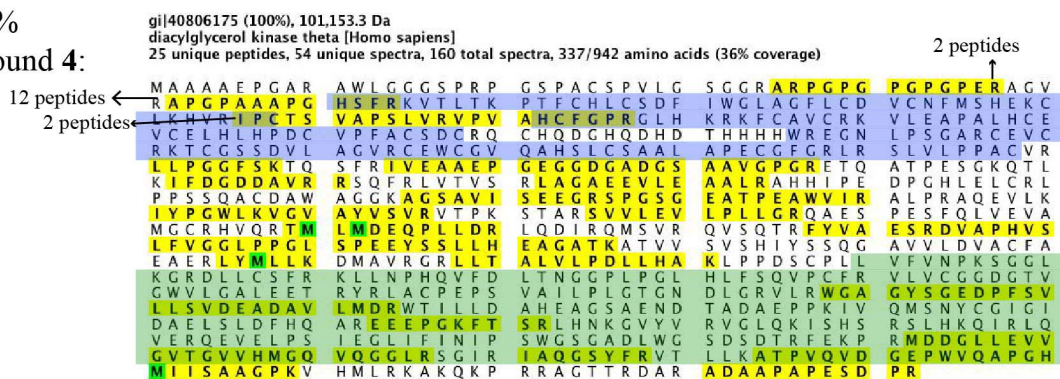 %
ound 4:
gi|40806175 (100%), 101,153.3 Da
diacylglycerol kinase theta [Homo sapiens]
25 unique peptides, 54 unique spectra, 160 total spectra, 337/942 amino acids (36% coverage)
2 peptides
12 peptides
2 peptides
MAAAAEPGAR AWLGGGSPRP GSPACSPVLG SGGRARPGPG PGPGPERAGV
RAPGPAAAPG HSFRKVTLTK PTFCHLCSDF IWGLAGFLCD VCNFMSHEKC
LKHVRIPCTS VAPSLVRVPV AHCFGPRGLH KRKFCAVCRK VLEAPALHCE
VCELHLHPDC VPFACSDCRQ CHQDGHQDHD THHHHWREGN LPSGARCEVC
RKTCGSSDVL AGVRCEWCGV QAHSLCSAAL APECGFGRLR SLVLPPACVR
LLPGGFSKTQ SFRIVEAAEP GEGGDGADGS AAVGPGRETQ ATPESGKQTL
KIFDGDDAVR RSQFRLVTVS RLAGAEEVLE AALRAHHIPE DPGHLELCRL
PPSSQACDAW AGGKAGSAVI SEEGRSPGSG EATPEAWVIR ALPRAQEVLK
IYPGWLKVGV AYVSVRVTPK STARSVVLEV LPLLGRQAES PESFQLVEVA
MGCRHVQRTM LMDEQPLLDR LQDIRQMSVR QVSQTRFYVA ESRDVAPHVS
LFVGGLPPGL SPEEYSSLLH EAGATKATVV SVSHIYSSQG AVVLDVACFA
EAERLYMLLK DMAVRGRLLT ALVLPDLLHA KLPPDSCPLL VFVNPKSGGL
KGRDLLCSFR KLLNPHQVFD LTNGGPLPGL HLFSQVPCFR VLVCGGDGTV
GWVLGALEET RYRLACPEPS VAILPLGTGN DLGRVLRWGA GYSGEDPFSV
LLSVDEADAV LMDRWTILLD AHEAGSAEND TADAEPPKIV QMSNYCGIGI
DAELSLDFHQ AREEEPGKFT SRLHNKGVYV RVGLQKISHS RSLHKQIRLQ
VERQEVELPS IEGLIFINIP SWGSGADLWG SDSDTRFEKP RMDDGLLEVV
GVTGVVHMGQ VQGGLRSGIR IAQGSYFRVT LLKATPVQVD GEPWVQAPGH
MIISAAGPKV HMLRKAKQKP RRAGTTRDAR ADAAPAPESD PR